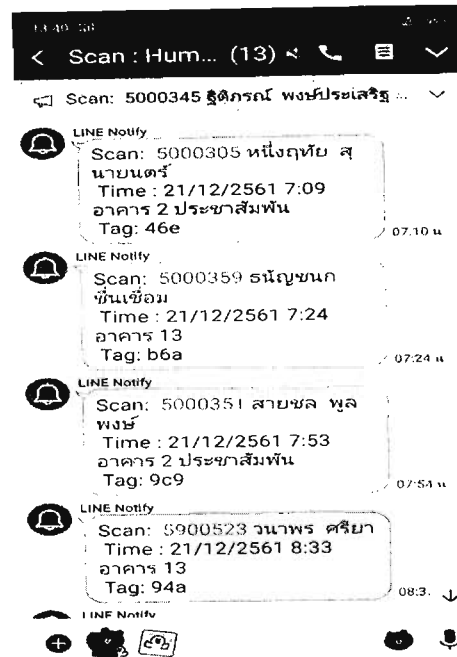 13:40
Scan : Hum... (13)
Scan: 5000345 ฐิติภรณ์ พงษ์ประเสริฐ ...
LINE Notify
Scan: 5000305 หนึ่งฤทัย สุ
นายนตร์
Time : 21/12/2561 7:09
อาคาร 2 ประชาสัมพัน
Tag: 46e
07.10 น
LINE Notify
Scan: 5000359 ธนัญชนก
ชื่นเชื่อม
Time : 21/12/2561 7:24
อาคาร 13
Tag: b6a
07:24 น
LINE Notify
Scan: 5000351 สายชล พูล
พงษ์
Time : 21/12/2561 7:53
อาคาร 2 ประชาสัมพัน
Tag: 9c9
07:54 น
LINE Notify
Scan: 5900523 วนาพร ศรียา
Time : 21/12/2561 8:33
อาคาร 13
Tag: 94a
08:3.
LINE Notify